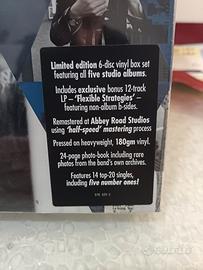 Limited edition 6-disc vinyl box set
featuring all five studio albums.
Includes exclusive bonus 12-track
LP – 'Flexible Strategies' –
featuring non-album b-sides.
Remastered at Abbey Road Studios
using 'half-speed' mastering process
Pressed on heavyweight, 180gm vinyl.
24-page photo-book including rare
photos from the band's own archives.
Features 14 top-20 singles,
including five number ones!